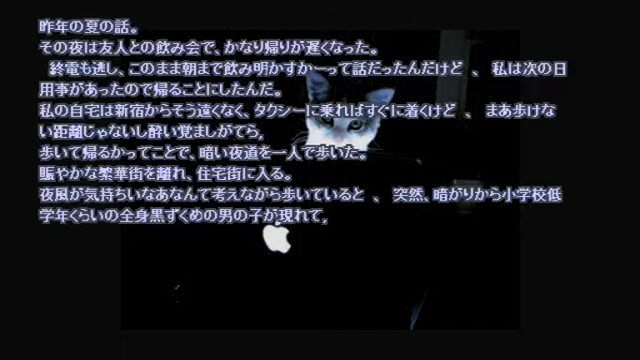 昨年の夏の話。
その夜は友人との飲み会で、かなり帰りが遅くなった。
終電も逃し、このまま朝まで飲み明かすかーって話だったんだけど 、 私は次の日
用事があったので帰ることにしたんだ。
私の自宅は新宿からそう遠くなく、タクシーに乗ればすぐに着くけど 、 まあ歩けな
い距離じゃないし酔い覚ましがてら,
歩いて帰るかってことで、暗い夜道を一人で歩いた。
賑やかな繁華街を離れ、住宅街に入る。
夜風が気持ちいなあなんて考えながら歩いていると 、 突然、暗がりから小学校低
学年くらいの全身黒ずくめの男の子が現れて,